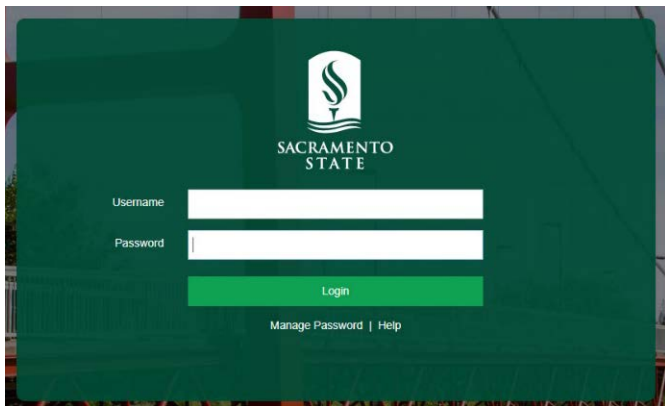 SACRAMENTO
STATE
Username
Password
Login
Manage Password | Help